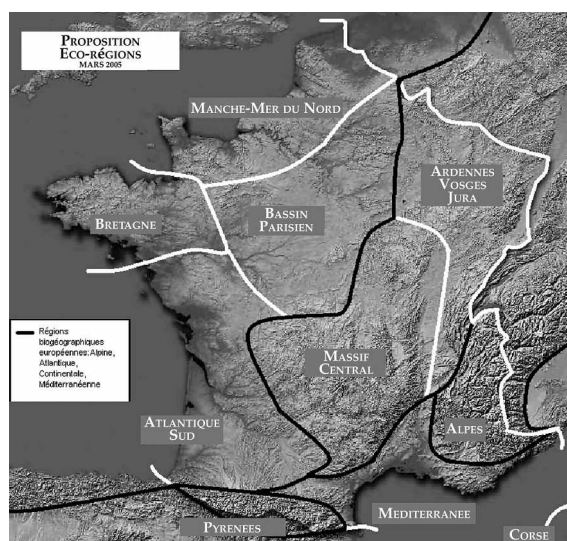 PROPOSITION
ECO-RÉGIONS
MARS 2005
MANCHE-MER DU NORD
ARDENNES
VOSGES
JURA
BRETAGNE
BASSIN
PARISIEN
Régions
biogéographiques
européennes: Alpine,
Atlantique,
Continentale,
Méditerranéenne
MASSIF
CENTRAL
ATLANTIQUE
SUD
ALPES
MEDITERRANEE
PYRENEES
CORSE